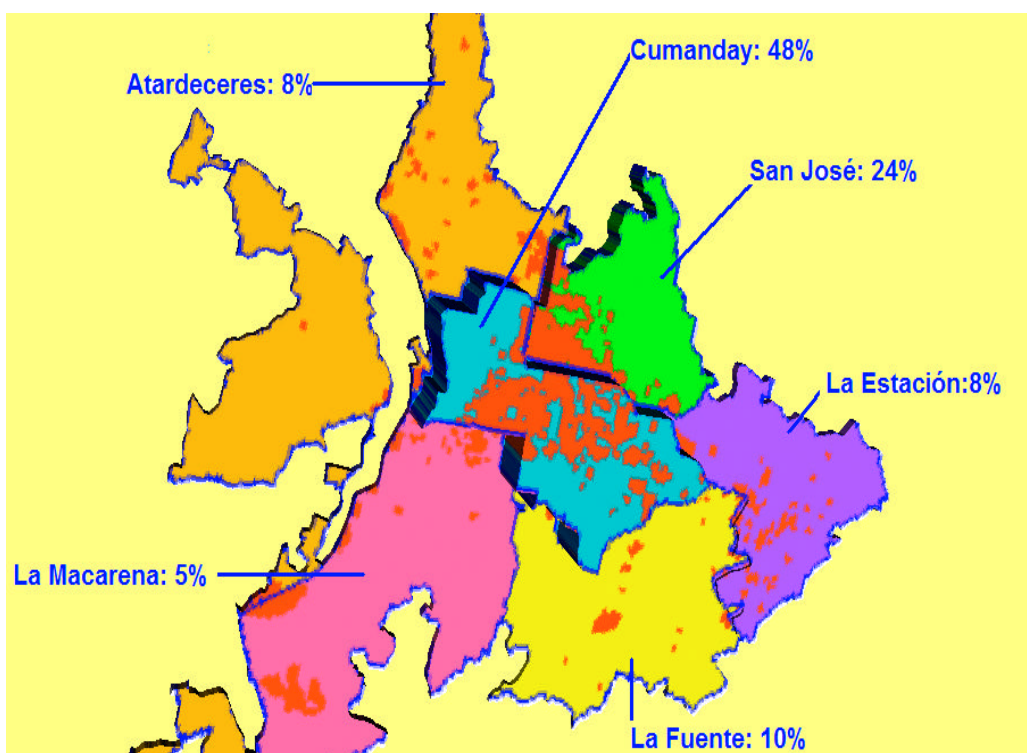 Cumanday: 48%
Atardeceres: 8%
San José: 24%
La Estación:8%
La Macarena: 5%
La Fuente: 10%